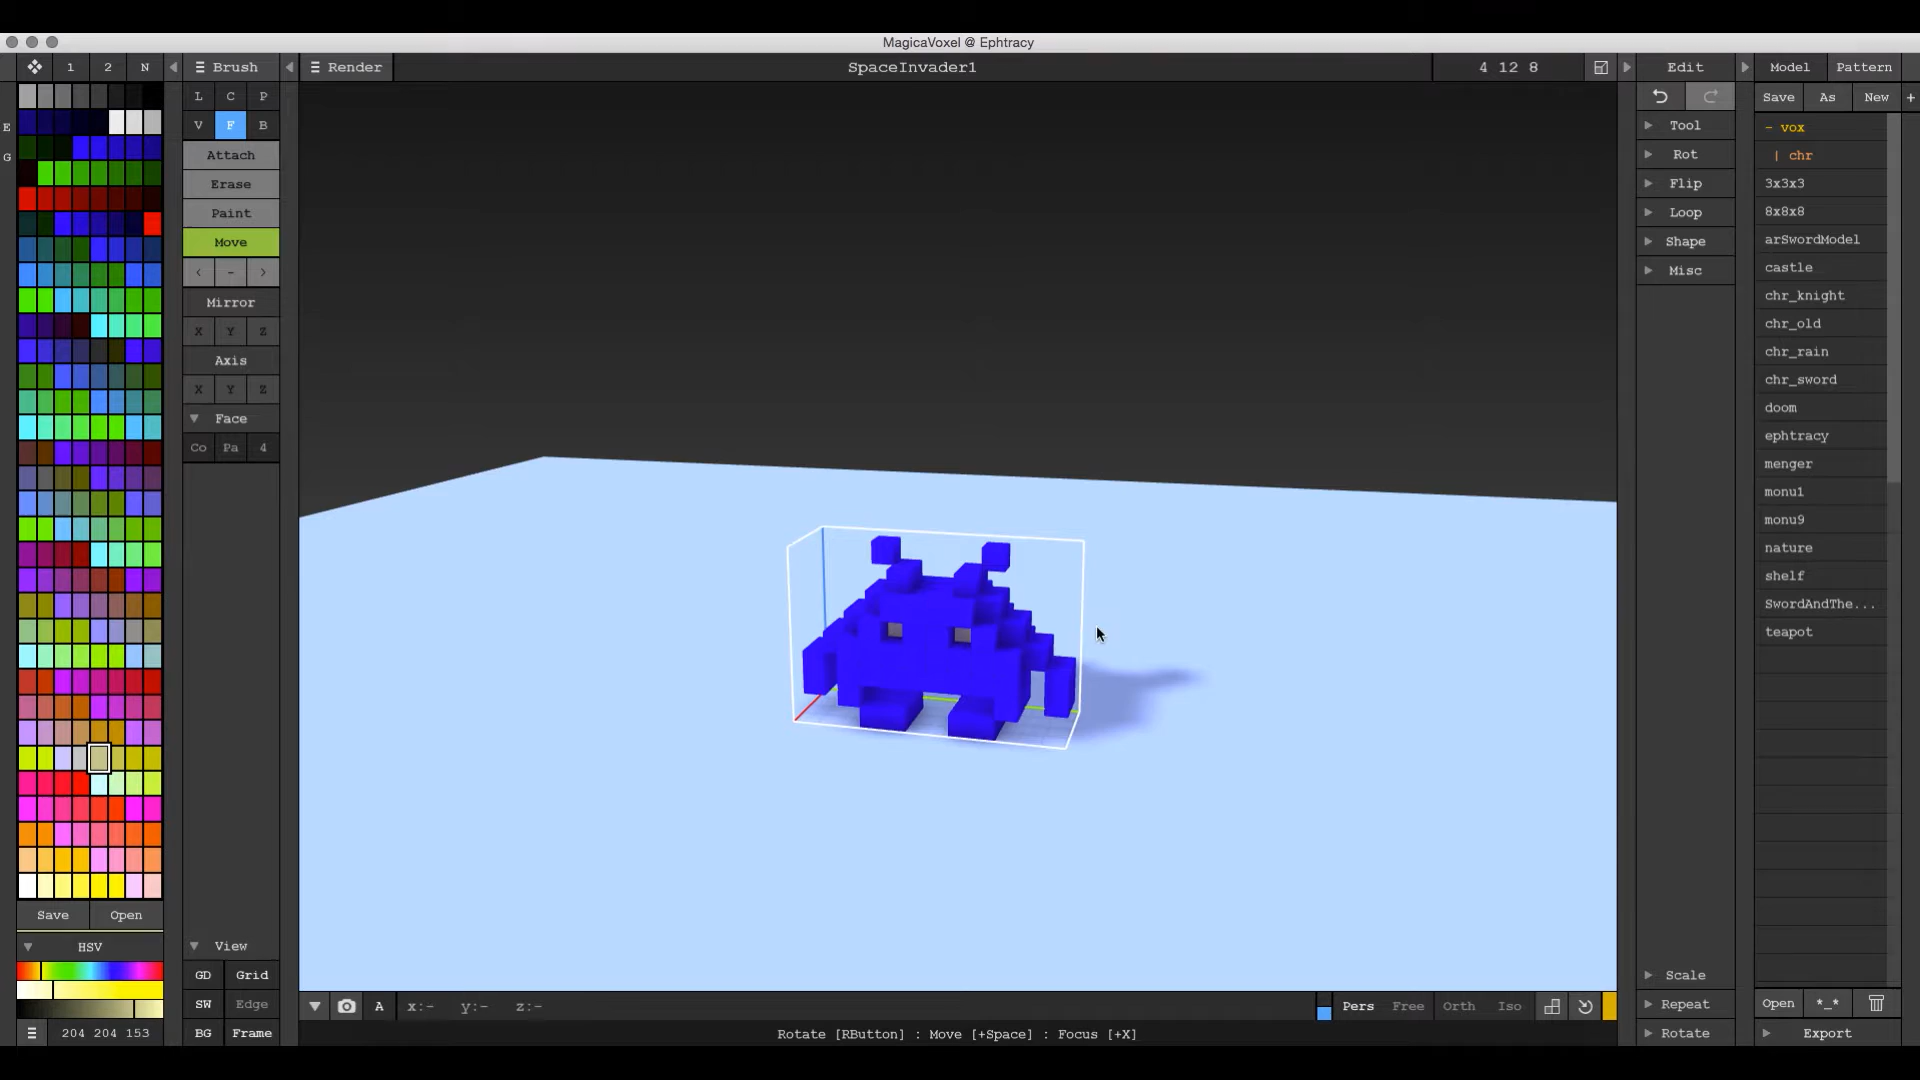 MagicaVoxel @ Ephtracy
1 2 N
Brush
Render
SpaceInvader1
4 12 8
Edit
Model Pattern
L C P
V F B
Attach
Erase
Paint
Move
< - >
Mirror
X Y Z
Axis
X Y Z
Face
Co Pa 4
E
G
Save Open
HSV
204 204 153
View
GD Grid
SW Edge
BG Frame
A x:- y:- z:-
Pers Free Orth Iso
Rotate [RButton] : Move [+Space] : Focus [+X]
Tool
Rot
Flip
Loop
Shape
Misc
Scale
Repeat
Rotate
Save As New +
- vox
| chr
3x3x3
8x8x8
arSwordModel
castle
chr_knight
chr_old
chr_rain
chr_sword
doom
ephtracy
menger
monu1
monu9
nature
shelf
SwordAndThe...
teapot
Open *_*
Export